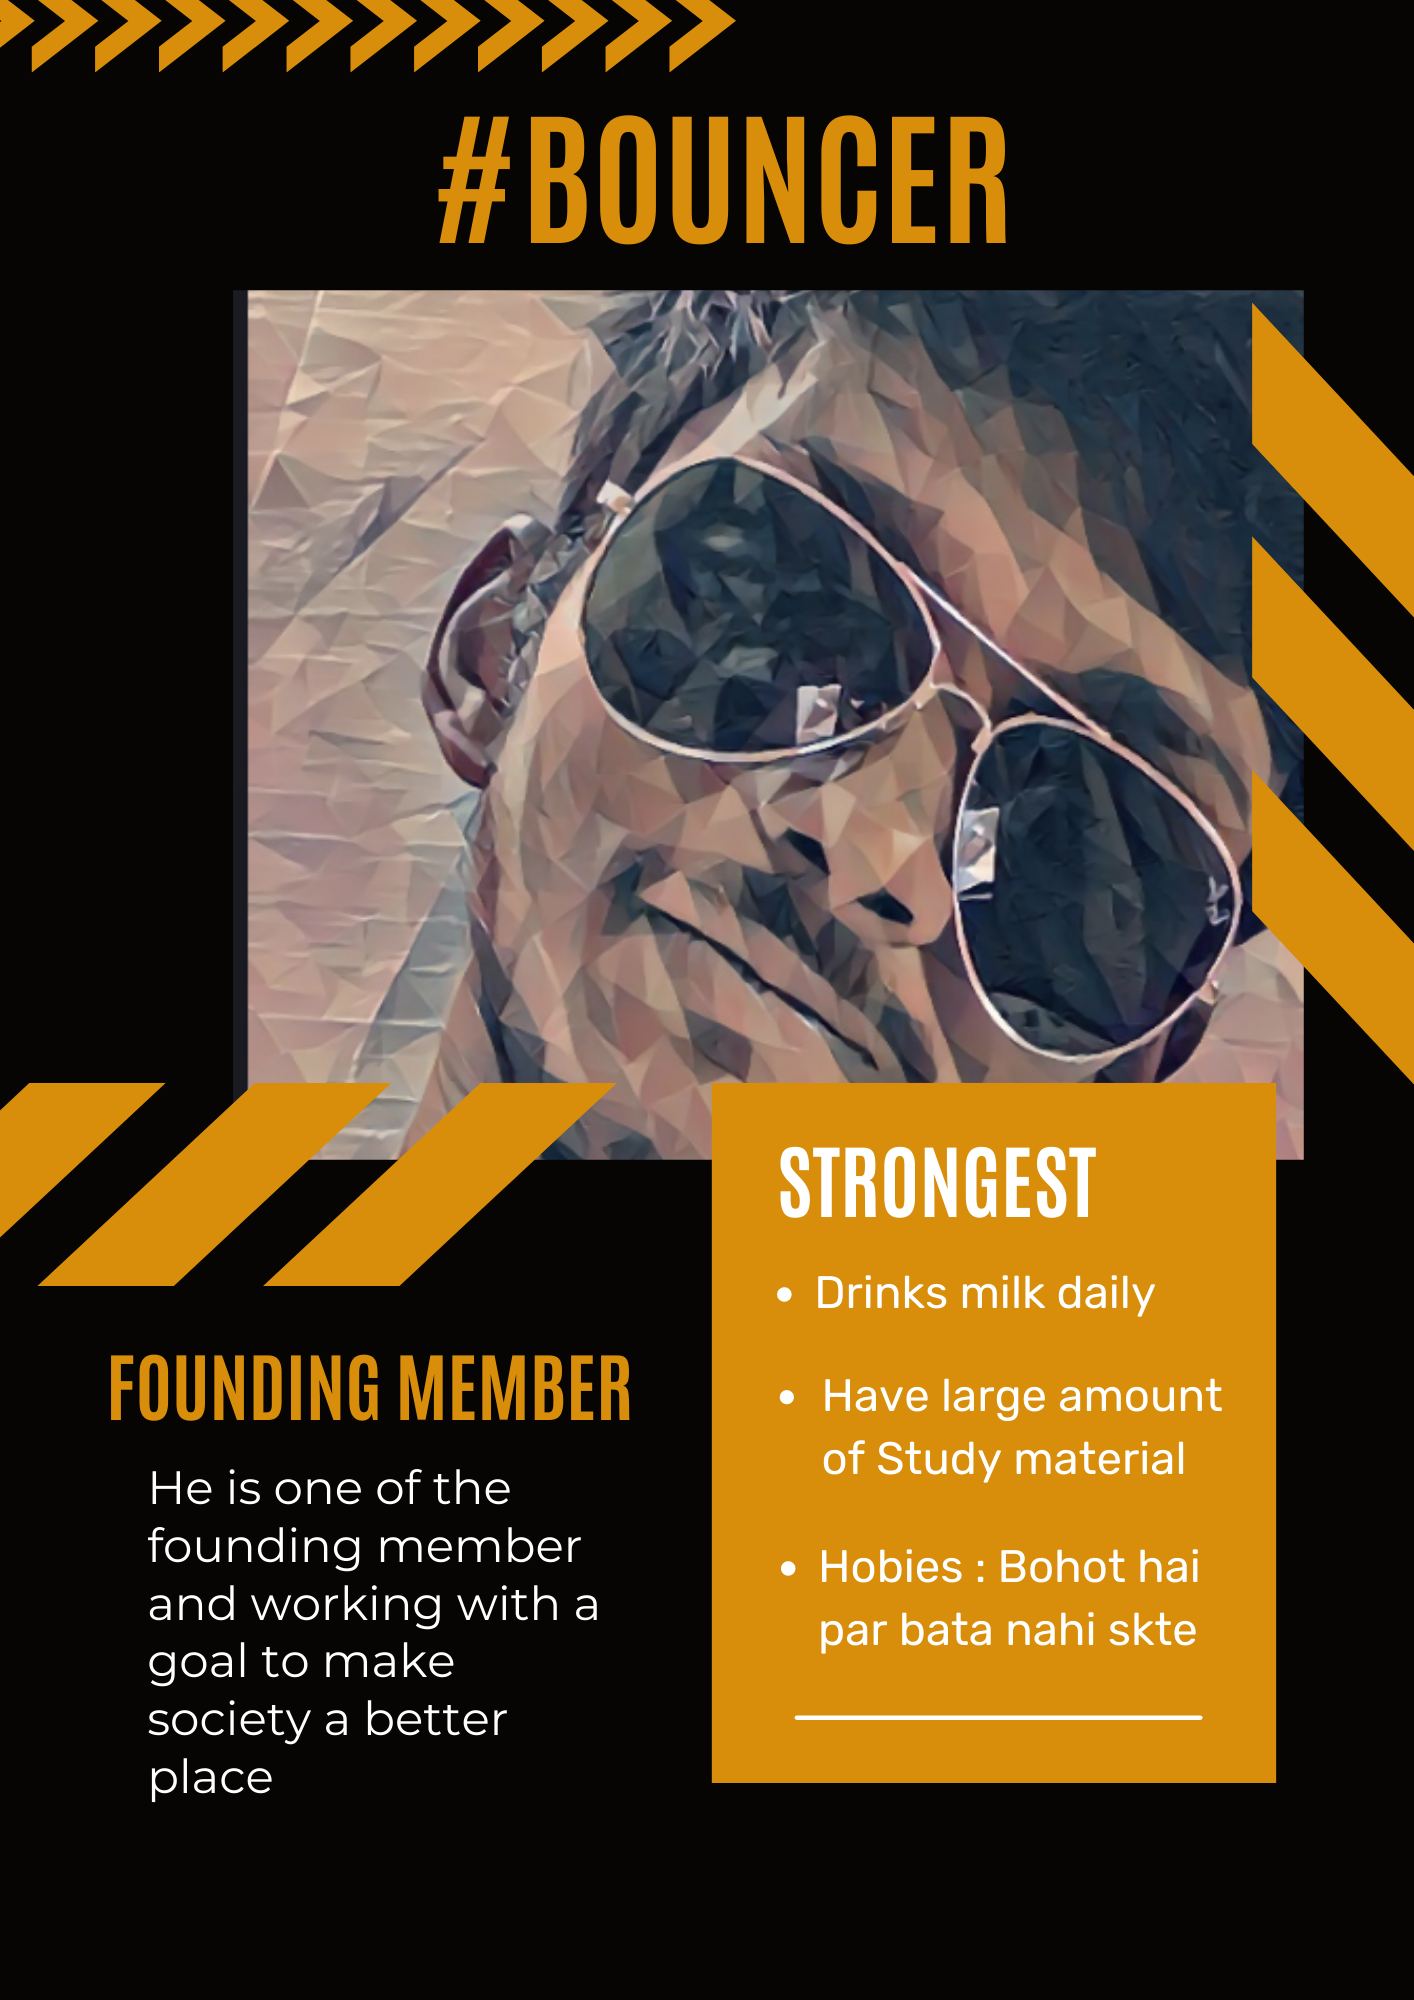 #BOUNCER
STRONGEST
• Drinks milk daily
• Have large amount
of Study material
• Hobies : Bohot hai
par bata nahi skte
FOUNDING MEMBER
He is one of the
founding member
and working with a
goal to make
society a better
place